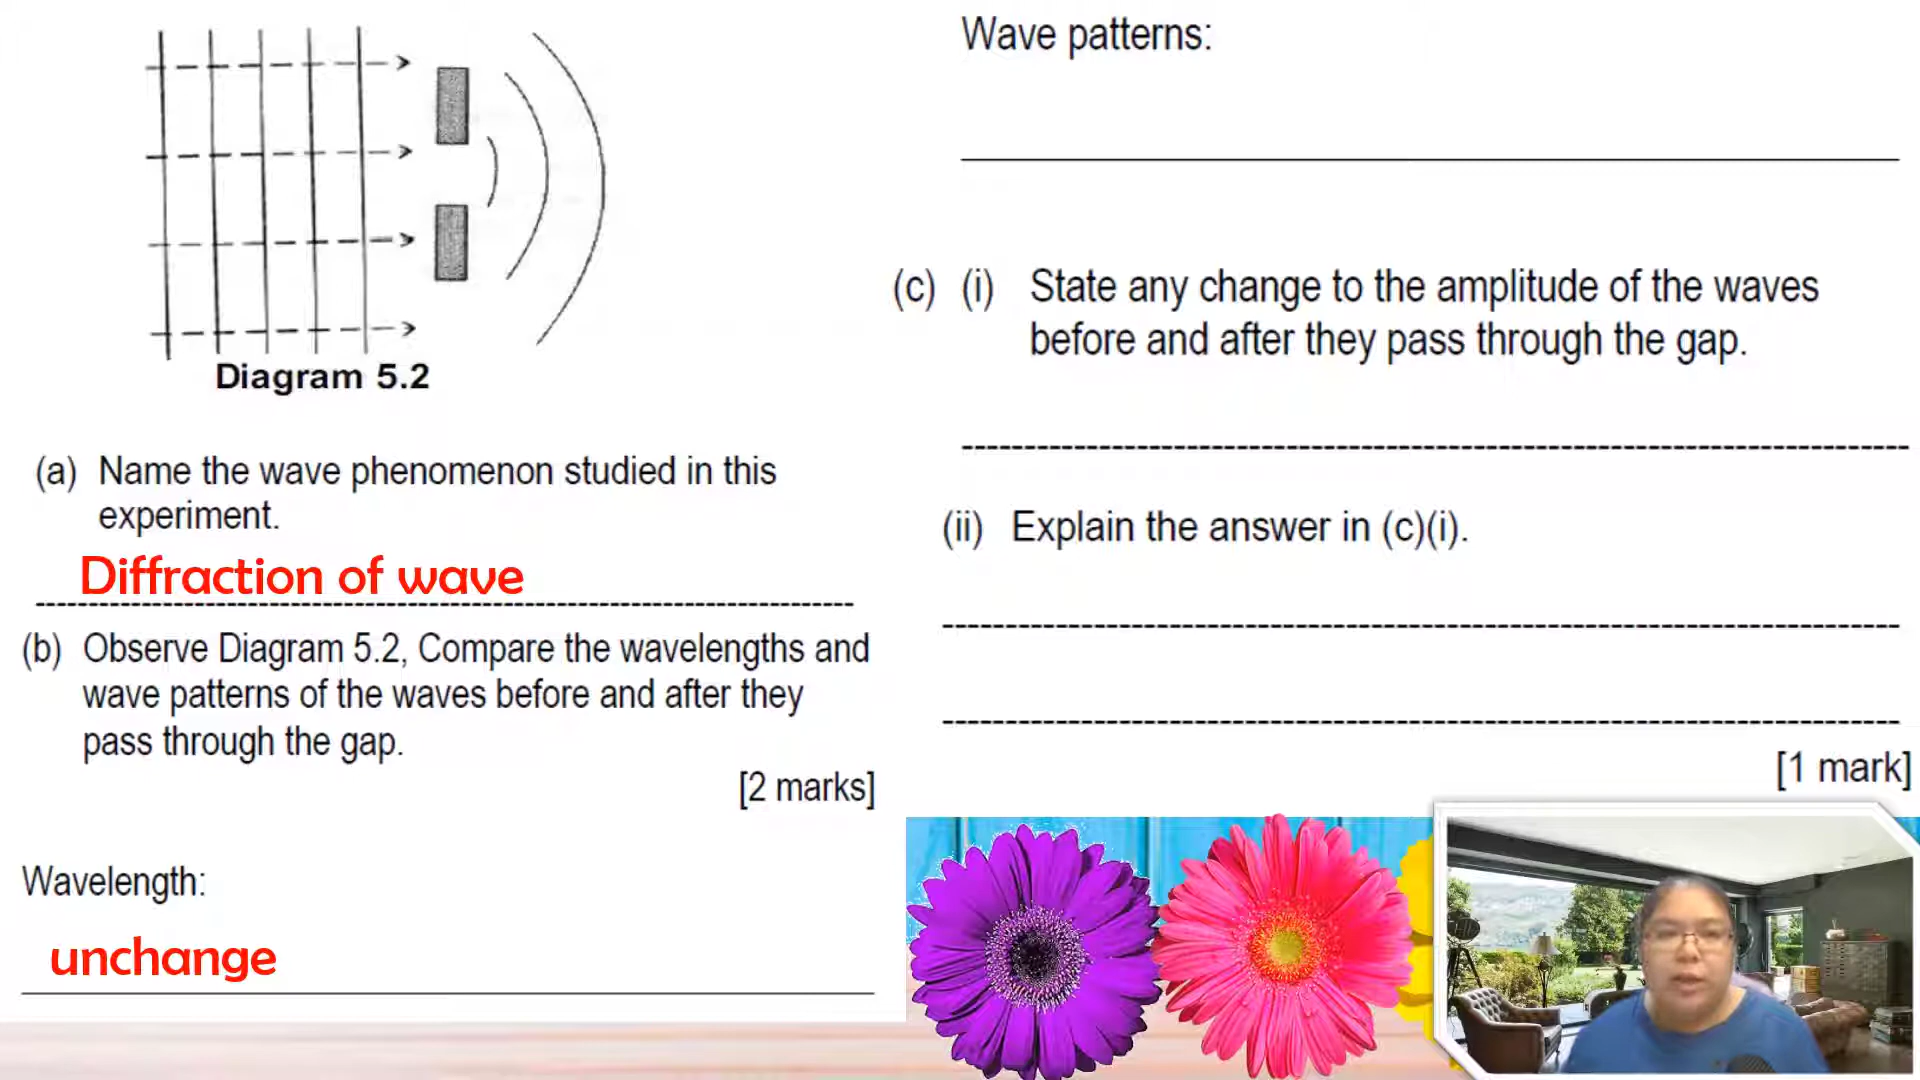 Diagram 5.2
(a) Name the wave phenomenon studied in this
experiment.
Diffraction of wave
(b) Observe Diagram 5.2, Compare the wavelengths and
wave patterns of the waves before and after they
pass through the gap.
[2 marks]
Wavelength:
unchange
Wave patterns:
(c) (i) State any change to the amplitude of the waves
before and after they pass through the gap.
(ii) Explain the answer in (c)(i).
[1 mark]